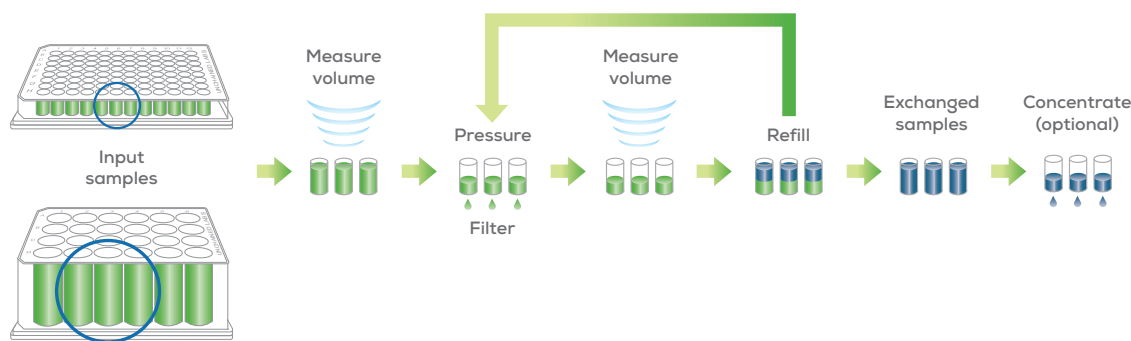 Measure
volume
Measure
volume
Input
samples
Pressure
Filter
Refill
Exchanged
samples
Concentrate
(optional)